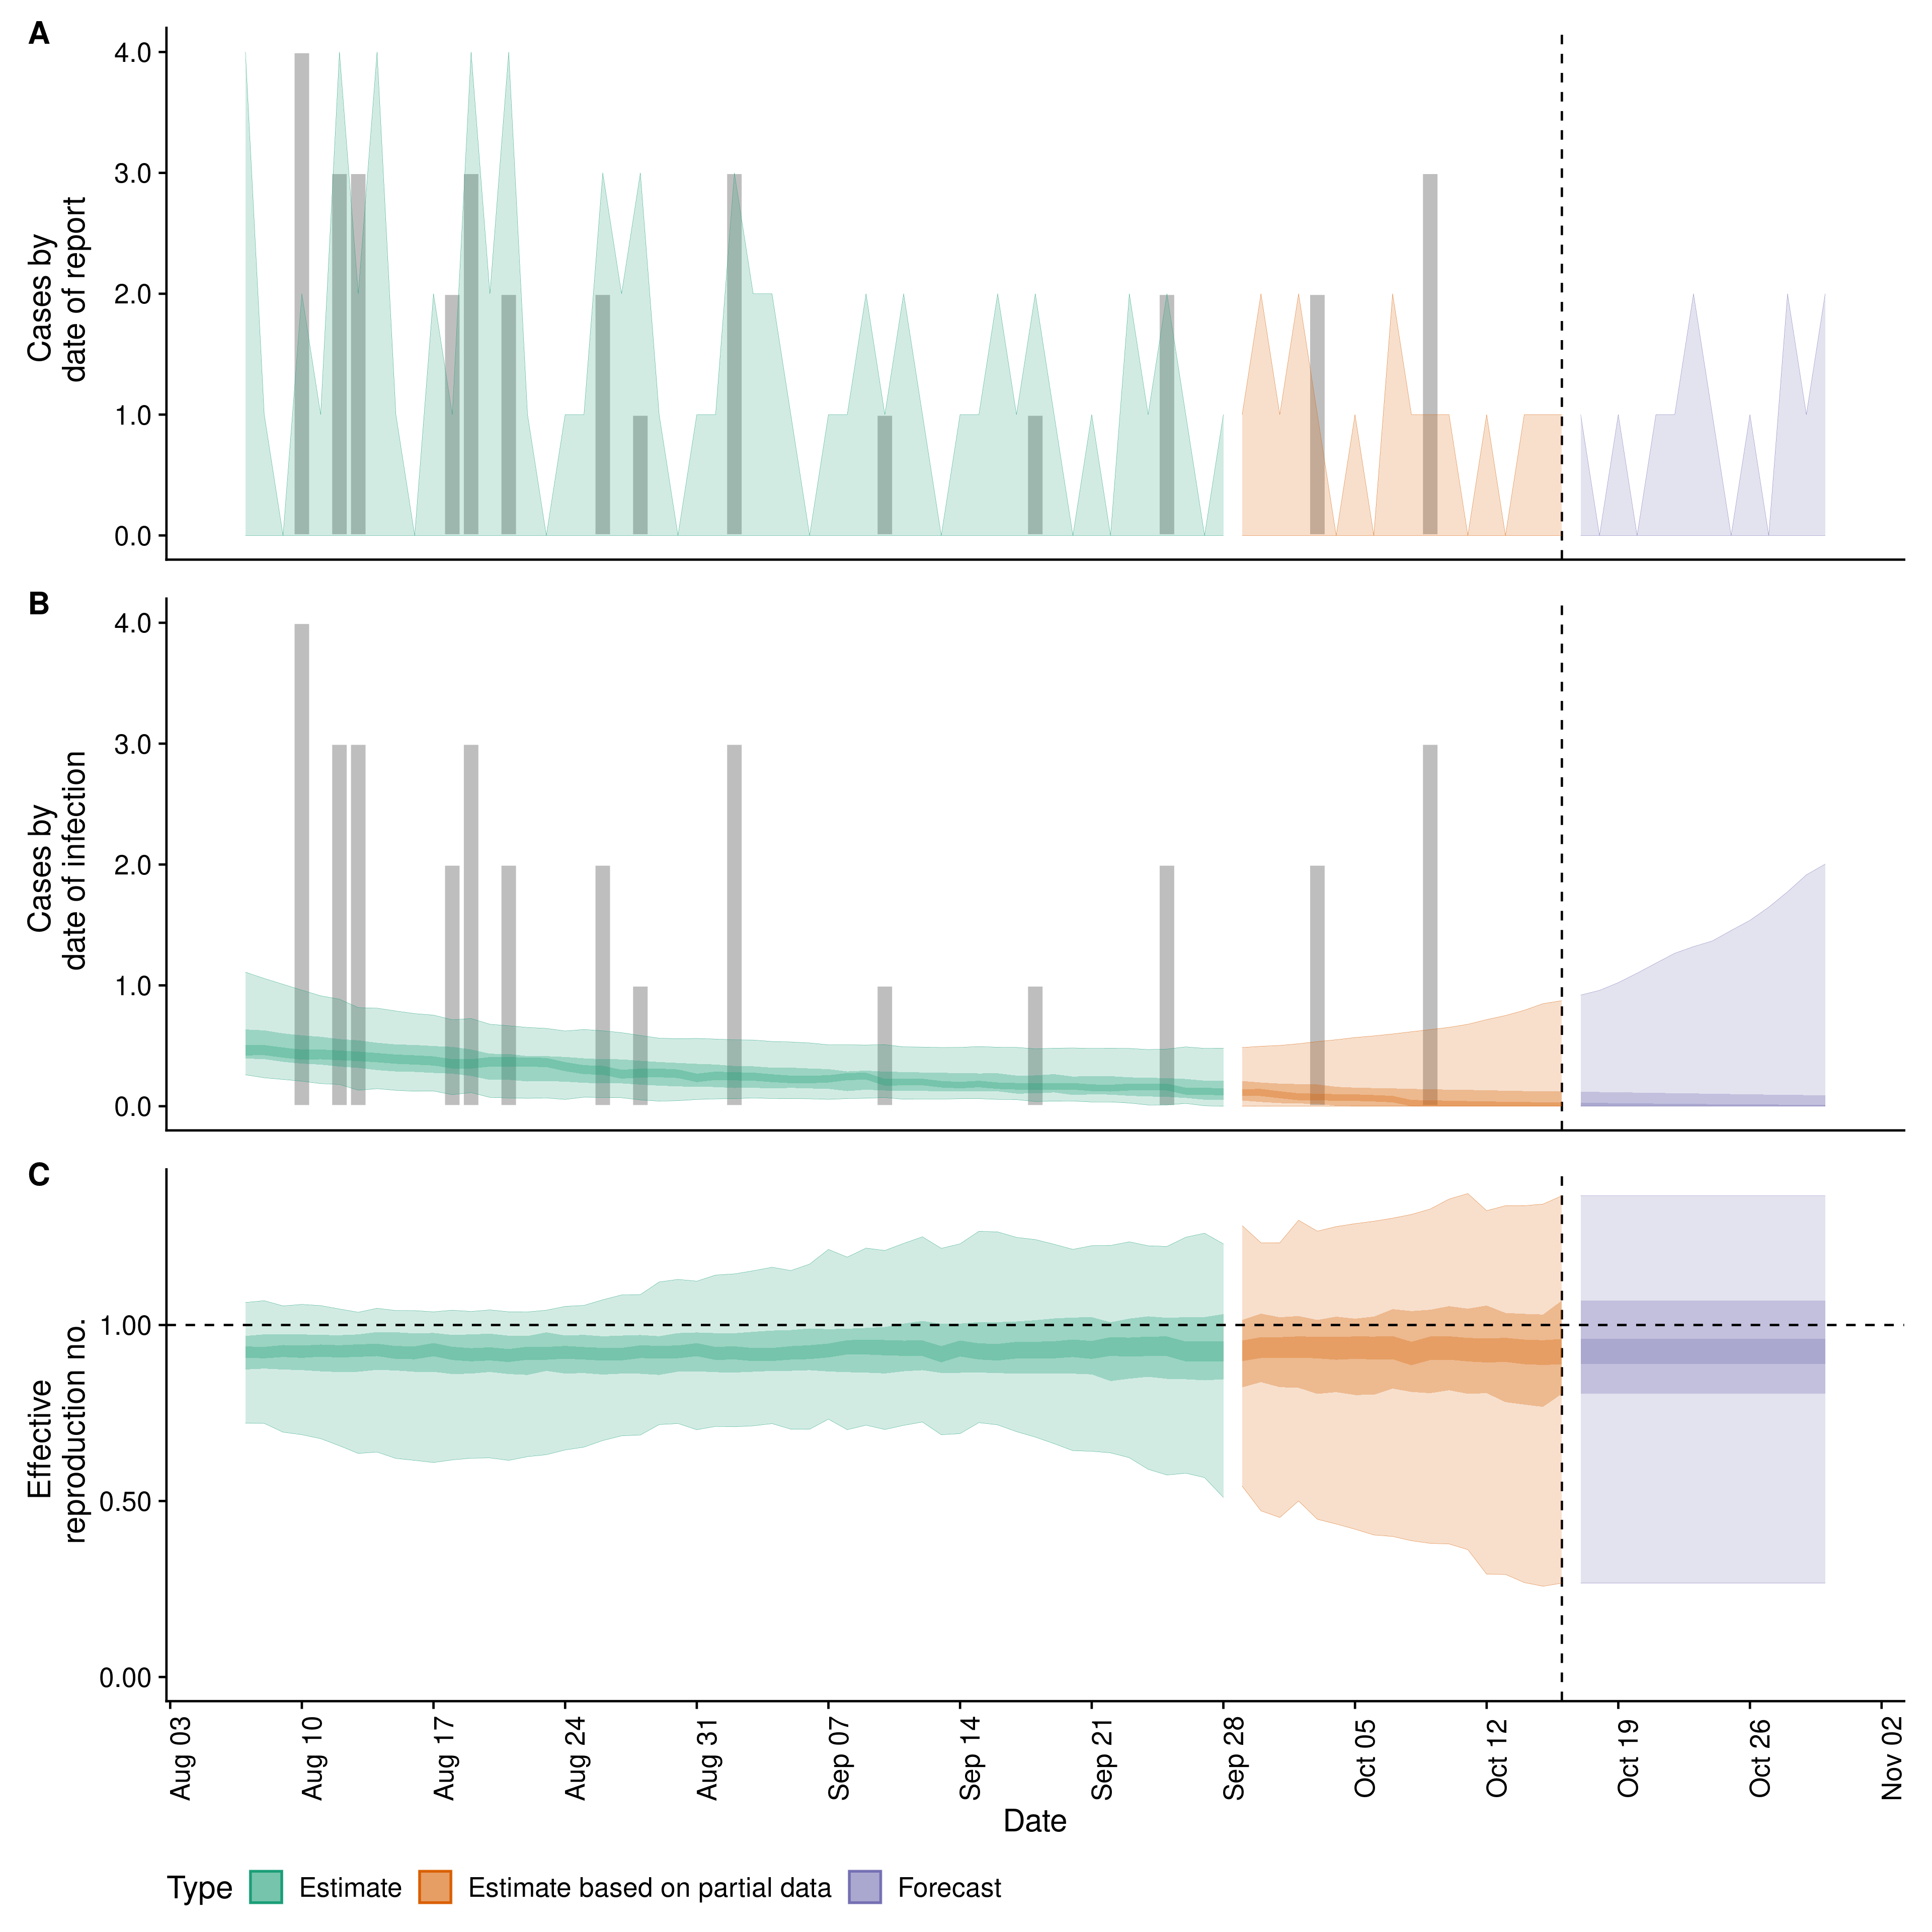 A
4.0
3.0
2.0
1.0
0.0
Cases by
date of report
B
4.0
3.0
2.0
1.0
0.0
Cases by
date of infection
C
1.00
0.50
0.00
Effective
reproduction no.
Aug 03
Aug 10
Aug 17
Aug 24
Aug 31
Sep 07
Sep 14
Sep 21
Sep 28
Oct 05
Oct 12
Oct 19
Oct 26
Nov 02
Date
Type Estimate Estimate based on partial data Forecast